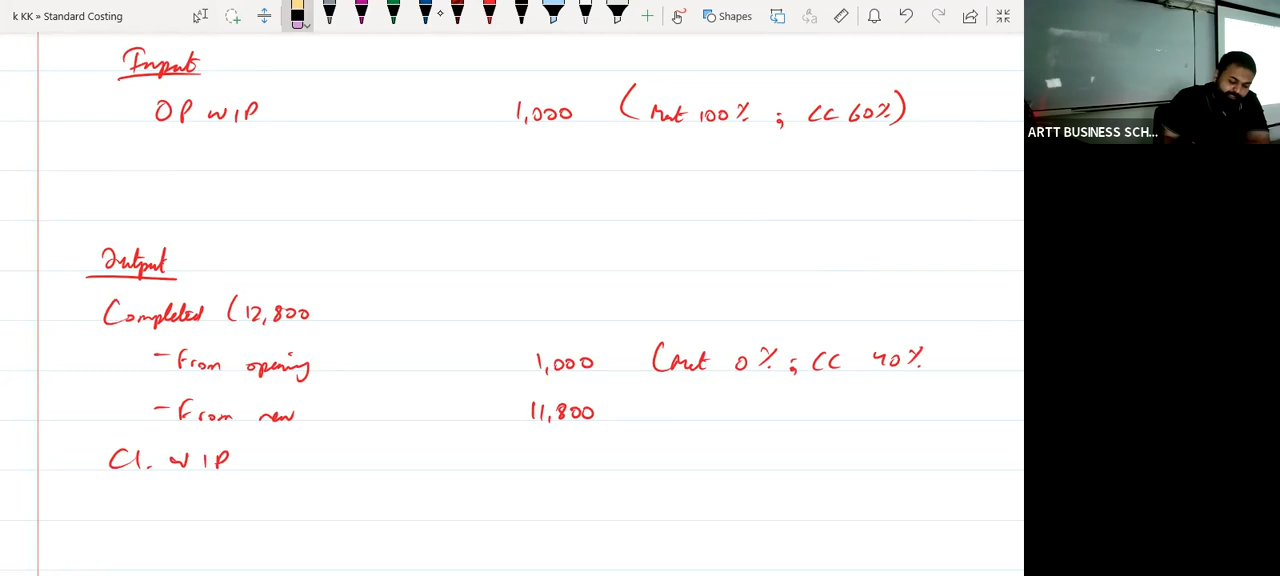 k KK » Standard Costing
Shapes
Input
OP WIP 1,000 (Mat 100% ; CC 60%)
Output
Completed (12,800
- From opening 1,000 (Mat 0% ; CC 40%
- From new 11,800
Cl. WIP
ARTT BUSINESS SCH...